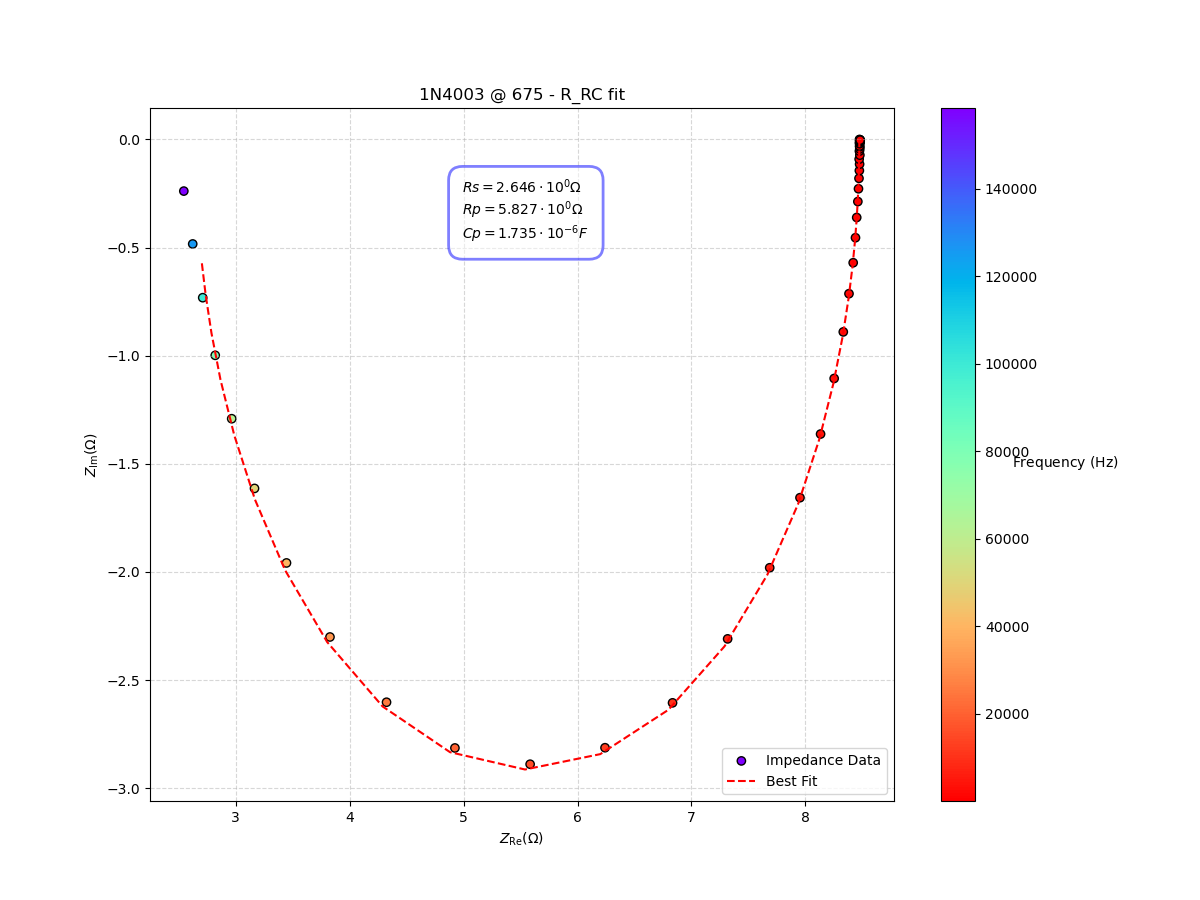 1N4003 @ 675 - R_RC fit
0.0
−0.5
−1.0
−1.5
−2.0
−2.5
−3.0
Z_Im(Ω)
Rs = 2.646 · 10⁰Ω
Rp = 5.827 · 10⁰Ω
Cp = 1.735 · 10⁻⁶F
Impedance Data
Best Fit
3 4 5 6 7 8
Z_Re(Ω)
140000
120000
100000
80000
60000
40000
20000
Frequency (Hz)